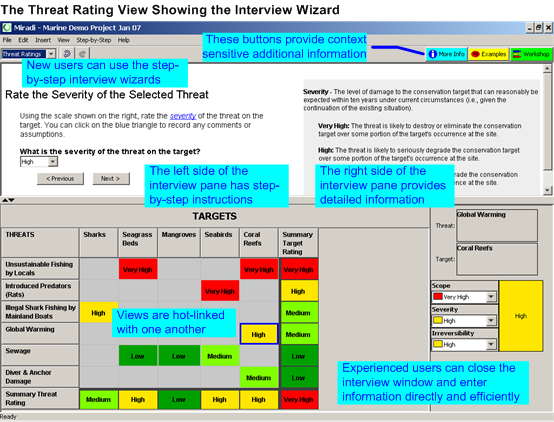 The Threat Rating View Showing the Interview Wizard
Miradi - Marine Demo Project Jan 07
File Edit Insert View Step-by-Step Help
These buttons provide context
sensitive additional information
Threat Ratings
More Info
Examples
Workshop
New users can use the step-
by-step interview wizards
Rate the Severity of the Selected Threat
Using the scale shown on the right, rate the severity of the threat on the
target. You can click on the blue triangle to record any comments or
assumptions.
What is the severity of the threat on the target?
High
< Previous
Next >
Severity - The level of damage to the conservation target that can reasonably be
expected within ten years under current circumstances (i.e., given the
continuation of the existing situation).
Very High: The threat is likely to destroy or eliminate the conservation
target over some portion of the target's occurrence at the site.
High: The threat is likely to seriously degrade the conservation
target over some portion of the target's occurrence at the site.
rade the conservation
occurrence at the site.
The left side of the
interview pane has step-
by-step instructions
The right side of the
interview pane provides
detailed information
TARGETS
THREATS Sharks Seagrass Beds Mangroves Seabirds Coral Reefs Summary Target Rating
Unsustainable Fishing by Locals Very High Very High Very High
Introduced Predators (Rats) Very High High
Illegal Shark Fishing by Mainland Boats High Medium
Global Warming High Medium
Sewage Low Low Medium Low
Diver & Anchor Damage Medium Low
Summary Threat Rating Medium High Low High High Very High
Views are hot-linked
with one another
Threat: Global Warming
Target: Coral Reefs
Scope
Very High
Severity
High
Irreversibility
High
High
Experienced users can close the
interview window and enter
information directly and efficiently
Ready